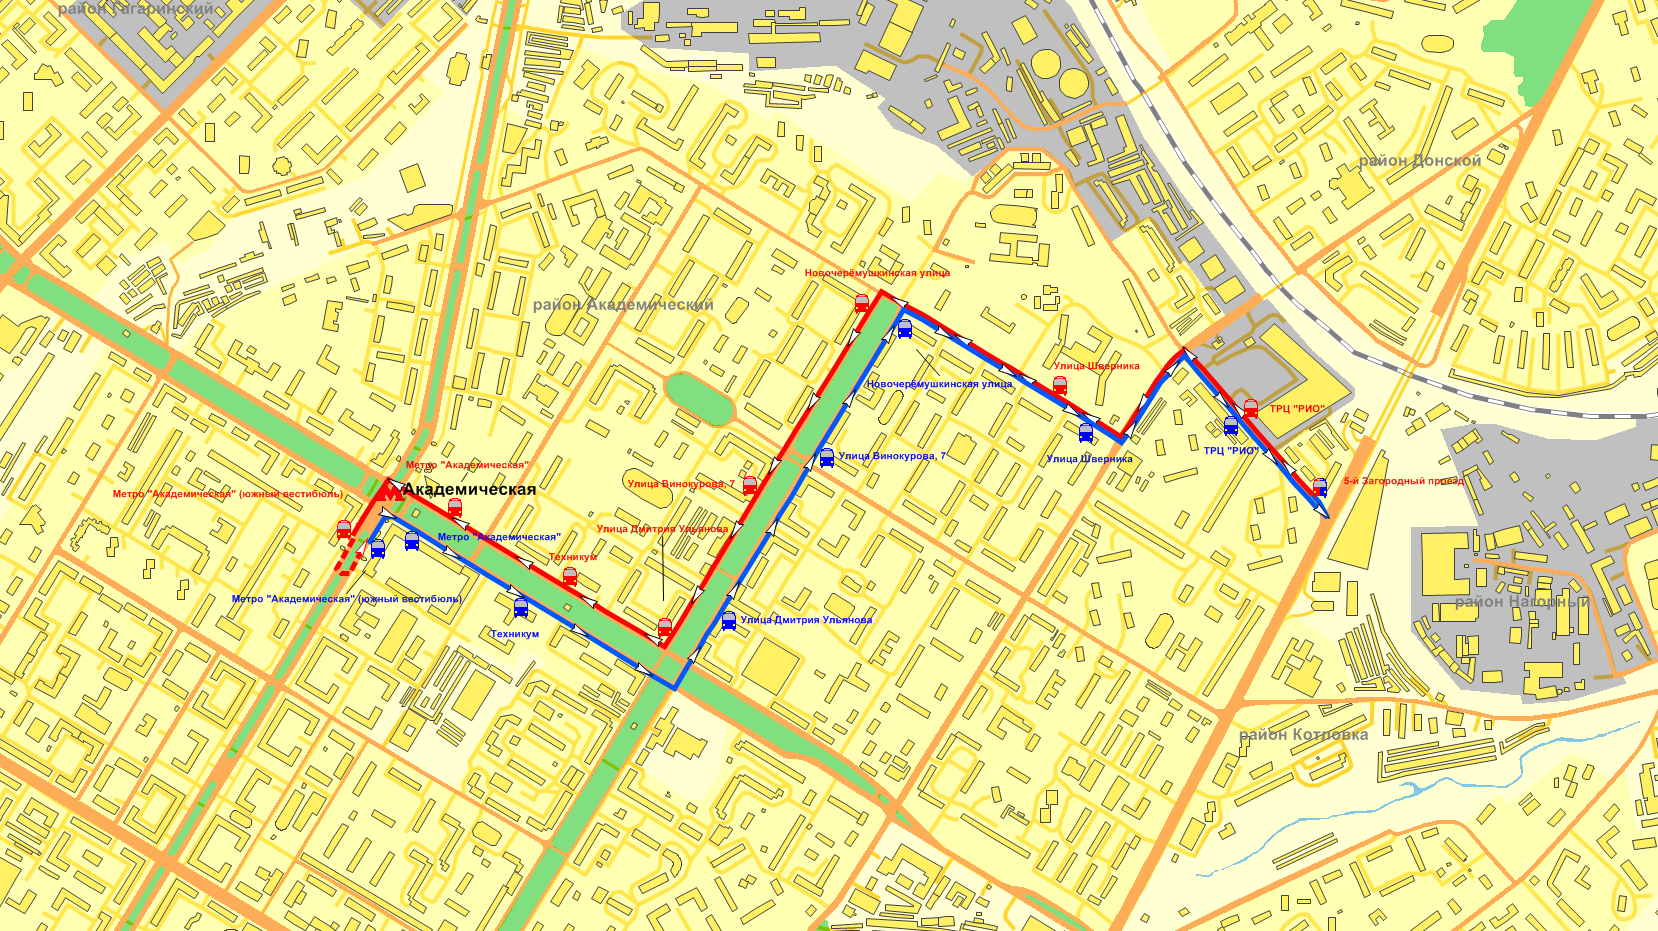 район Гагаринский
район Донской
Новочерёмушкинская улица
район Академический
Улица Шверника
Новочерёмушкинская улица
ТРЦ "РИО"
ТРЦ "РИО"
Улица Винокурова, 7
Улица Шверника
Метро "Академическая"
Улица Винокурова, 7
5-й Загородный проезд
Академическая
Метро "Академическая" (южный вестибюль)
Улица Дмитрия Ульянова
Метро "Академическая"
Техникум
Метро "Академическая" (южный вестибюль)
район Нагорный
Улица Дмитрия Ульянова
Техникум
район Котловка